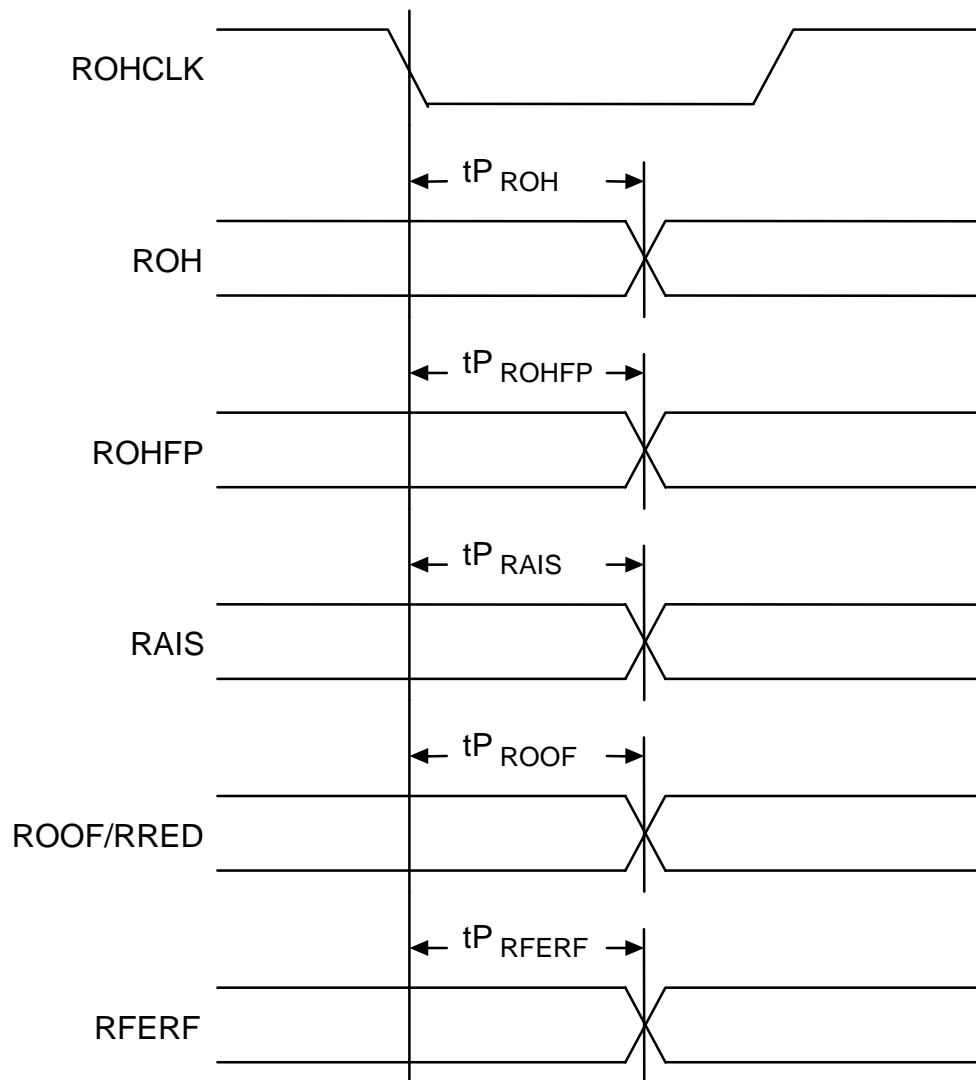 ROHCLK
tP ROH
ROH
tP ROHFP
ROHFP
tP RAIS
RAIS
tP ROOF
ROOF/RRED
tP RFERF
RFERF